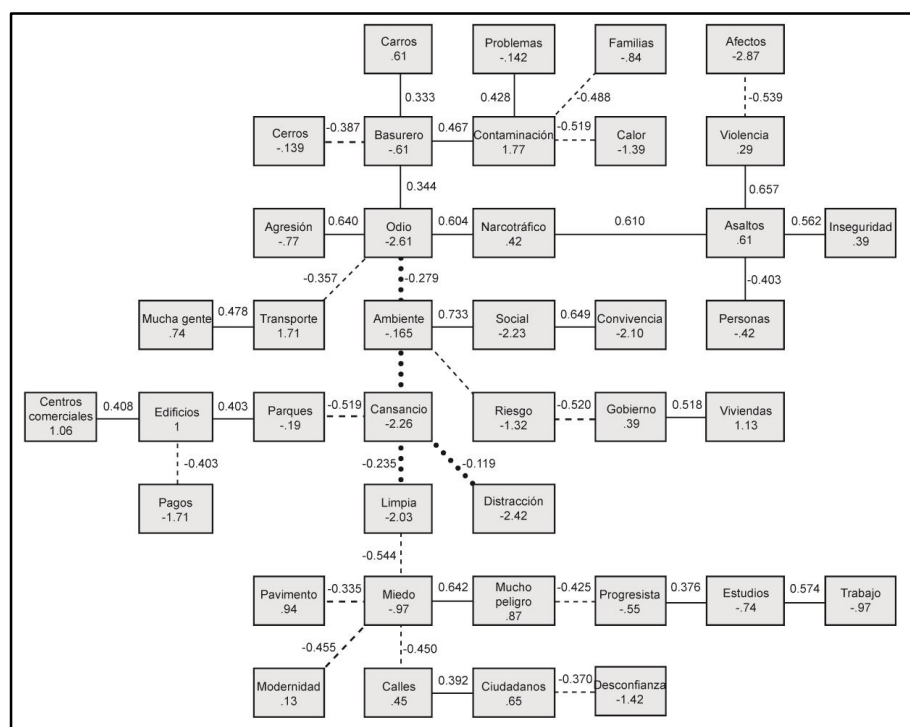 Carros
.61
Problemas
-.142
Familias
-.84
Afectos
-2.87
0.333
0.428
-0.488
-0.539
Cerros
-.139
-0.387
Basurero
-.61
0.467
Contaminación
1.77
-0.519
Calor
-1.39
Violencia
.29
0.344
0.657
Agresión
-.77
0.640
Odio
-2.61
0.604
Narcotráfico
.42
0.610
Asaltos
.61
0.562
Inseguridad
.39
-0.357
-0.279
-0.403
Mucha gente
.74
0.478
Transporte
1.71
Ambiente
-.165
0.733
Social
-2.23
0.649
Convivencia
-2.10
Personas
-.42
Centros
comerciales
1.06
0.408
Edificios
1
0.403
Parques
-.19
-0.519
Cansancio
-2.26
Riesgo
-1.32
-0.520
Gobierno
.39
0.518
Viviendas
1.13
-0.403
-0.235
-0.119
Pagos
-1.71
Limpia
-2.03
Distracción
-2.42
-0.544
Pavimento
.94
-0.335
Miedo
-.97
0.642
Mucho
peligro
.87
-0.425
Progresista
-.55
0.376
Estudios
-.74
0.574
Trabajo
-.97
-0.455
-0.450
Modernidad
.13
Calles
.45
0.392
Ciudadanos
.65
-0.370
Desconfianza
-1.42